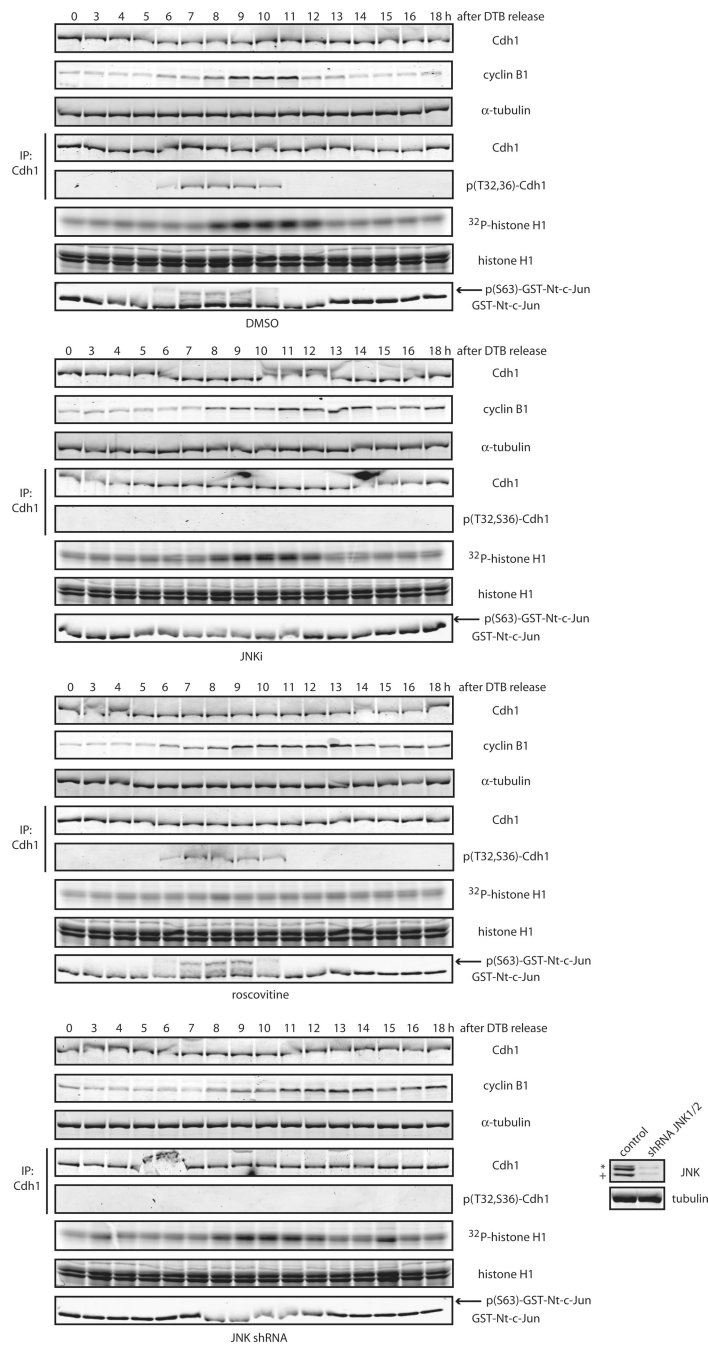 0 3 4 5 6 7 8 9 10 11 12 13 14 15 16 18 h after DTB release
Cdh1
cyclin B1
α-tubulin
IP:
Cdh1
Cdh1
p(T32,36)-Cdh1
32P-histone H1
histone H1
p(S63)-GST-Nt-c-Jun
GST-Nt-c-Jun
DMSO
0 3 4 5 6 7 8 9 10 11 12 13 14 15 16 18 h after DTB release
Cdh1
cyclin B1
α-tubulin
IP:
Cdh1
Cdh1
p(T32,S36)-Cdh1
32P-histone H1
histone H1
p(S63)-GST-Nt-c-Jun
GST-Nt-c-Jun
JNKi
0 3 4 5 6 7 8 9 10 11 12 13 14 15 16 18 h after DTB release
Cdh1
cyclin B1
α-tubulin
IP:
Cdh1
Cdh1
p(T32,S36)-Cdh1
32P-histone H1
histone H1
p(S63)-GST-Nt-c-Jun
GST-Nt-c-Jun
roscovitine
0 3 4 5 6 7 8 9 10 11 12 13 14 15 16 18 h after DTB release
Cdh1
cyclin B1
α-tubulin
IP:
Cdh1
Cdh1
p(T32,S36)-Cdh1
32P-histone H1
histone H1
p(S63)-GST-Nt-c-Jun
GST-Nt-c-Jun
JNK shRNA
control
shRNA JNK1/2
*
+
JNK
tubulin